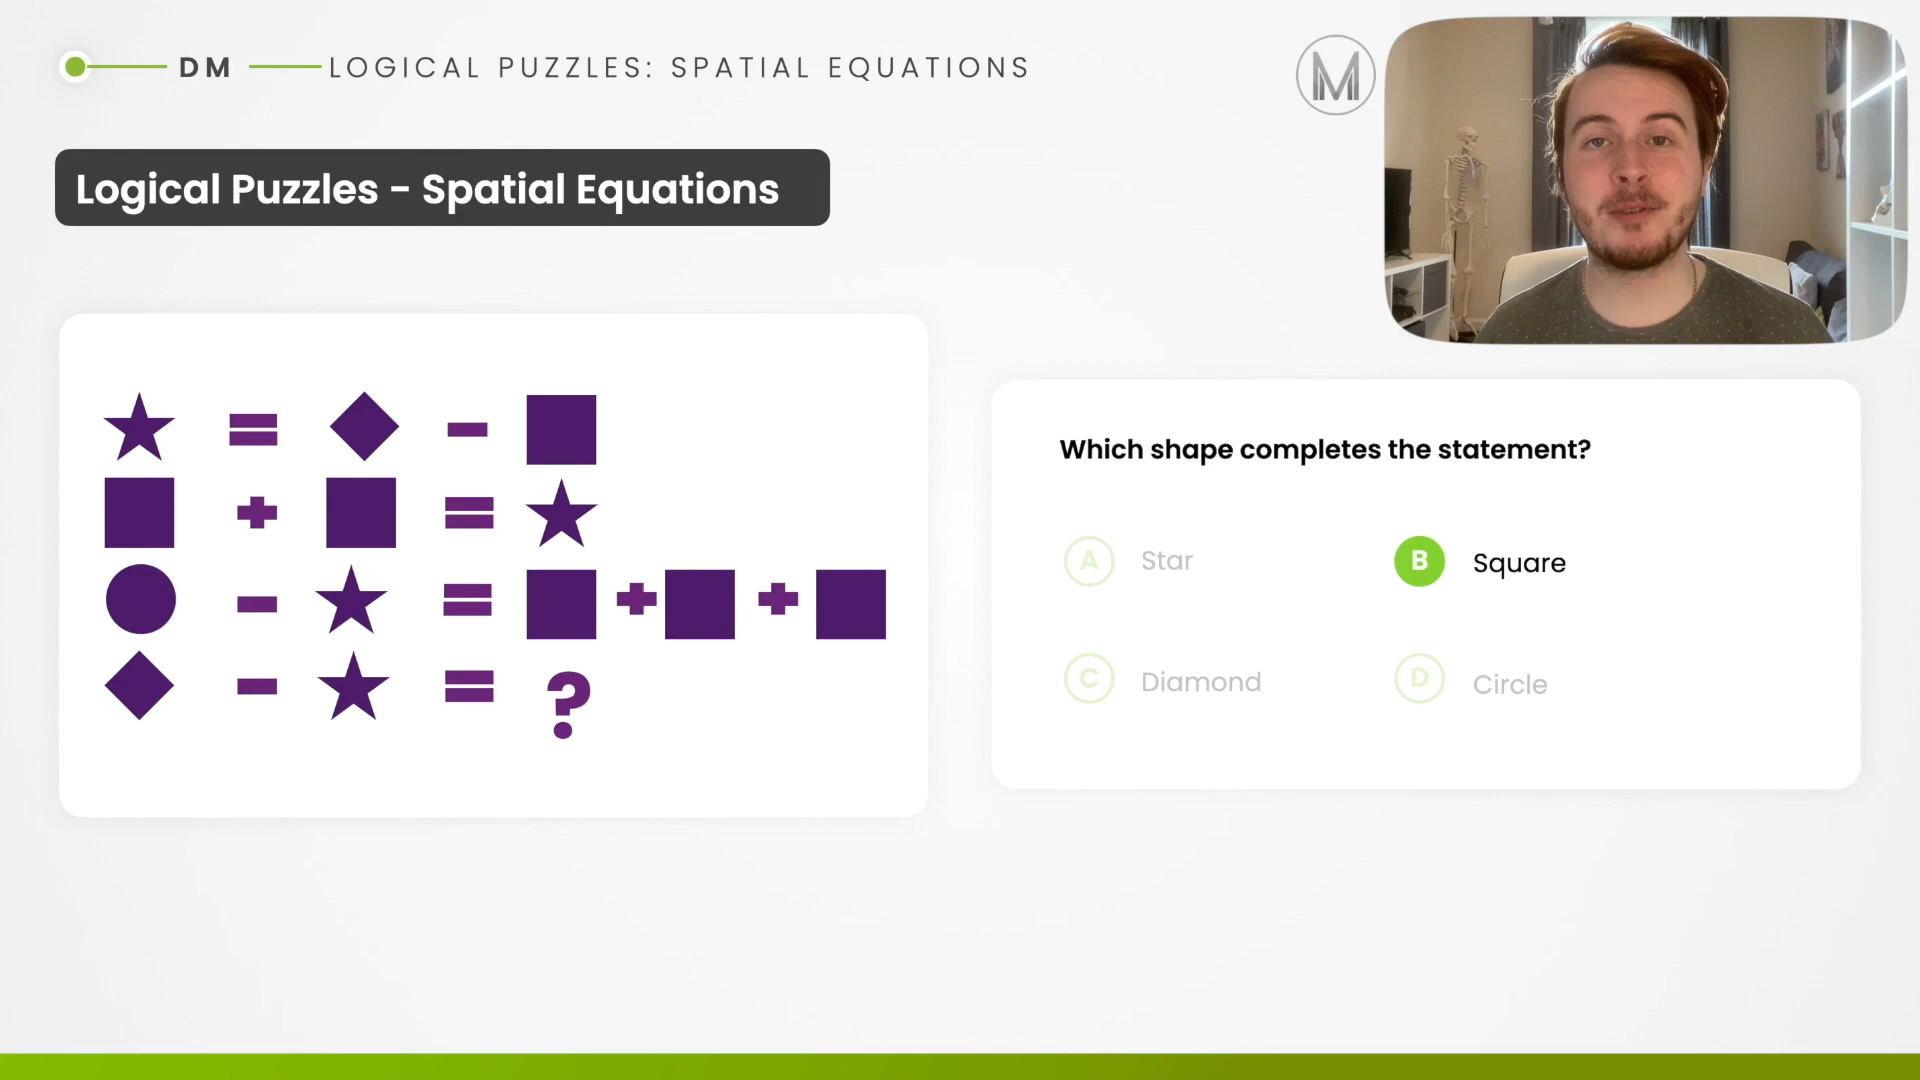 DM LOGICAL PUZZLES: SPATIAL EQUATIONS
M
Logical Puzzles - Spatial Equations
= -
+ =
- = + +
- = ?
Which shape completes the statement?
A Star
B Square
C Diamond
D Circle